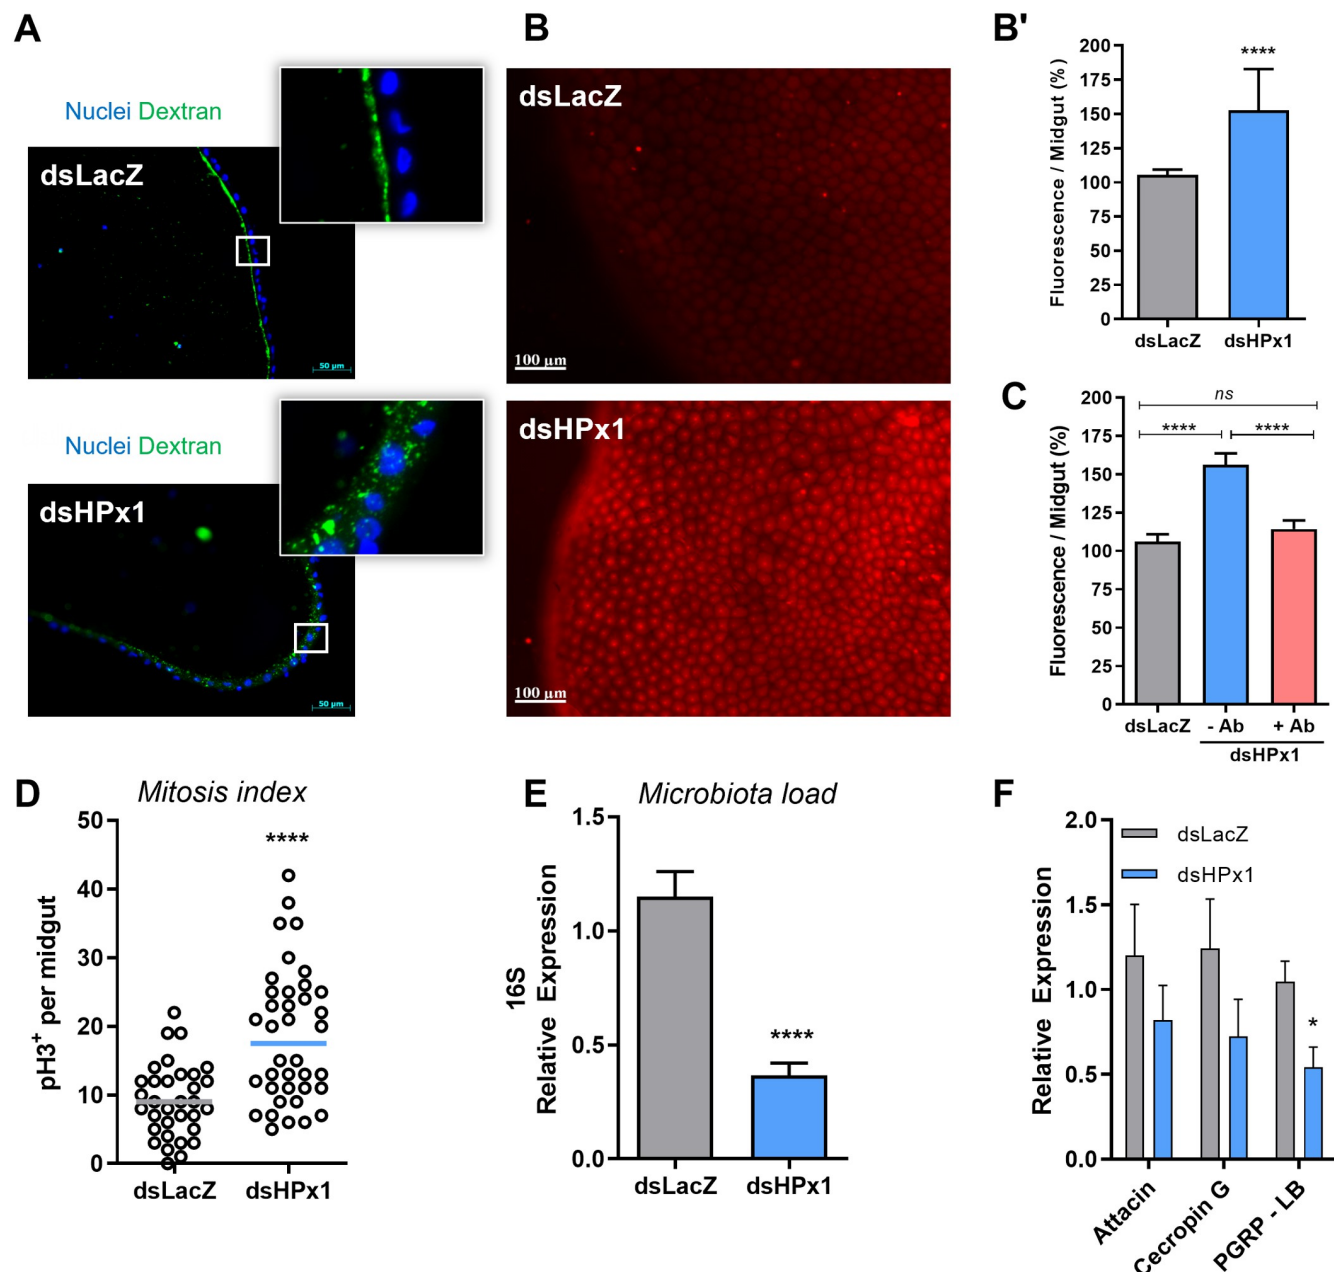 A
Nuclei Dextran
dsLacZ
50 µm
Nuclei Dextran
dsHPx1
50 µm
B
dsLacZ
100 µm
dsHPx1
100 µm
B'
Fluorescence / Midgut (%)
200
175
150
125
100
75
50
25
0
****
dsLacZ dsHPx1
C
Fluorescence / Midgut (%)
200
175
150
125
100
75
50
25
0
ns
**** ****
dsLacZ - Ab + Ab
dsHPx1
D
Mitosis index
pH3+ per midgut
50
40
30
20
10
0
****
dsLacZ dsHPx1
E
Microbiota load
16S
Relative Expression
1.5
1.0
0.5
0.0
****
dsLacZ dsHPx1
F
Relative Expression
2.0
1.5
1.0
0.5
0.0
dsLacZ
dsHPx1
*
Attacin
Cecropin G
PGRP - LB